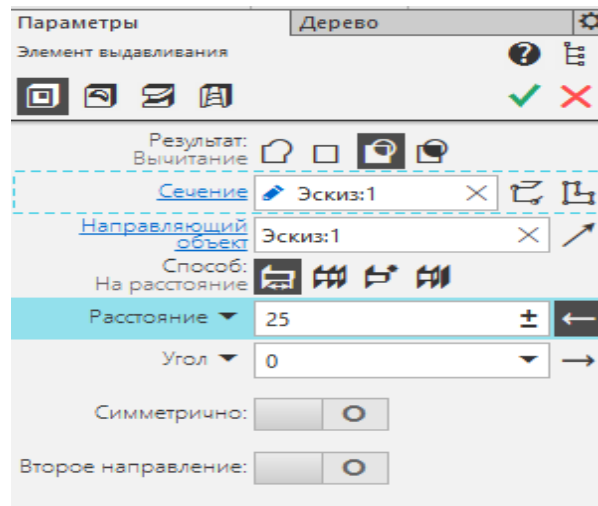 Параметры
Дерево
Элемент выдавливания
Результат:
Вычитание
Сечение
Эскиз:1
Направляющий
объект
Эскиз:1
Способ:
На расстояние
Расстояние
25
Угол
0
Симметрично:
Второе направление: